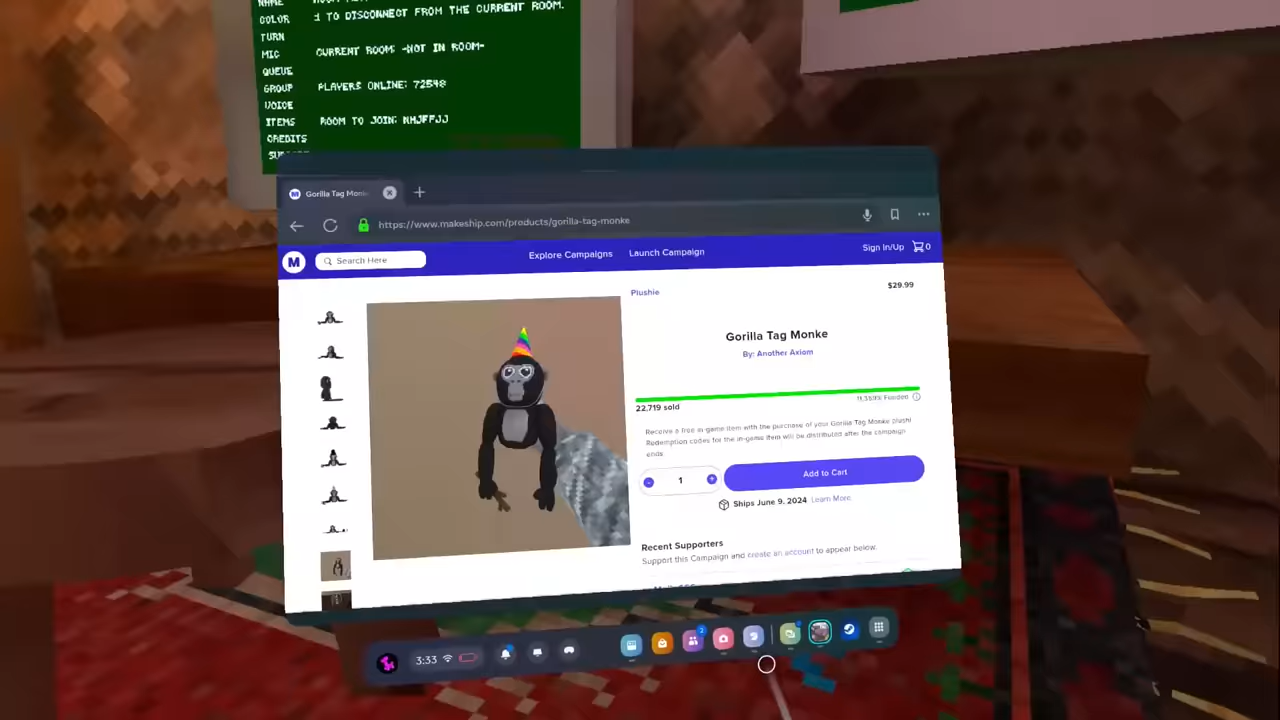 NAME
COLOR 1 TO DISCONNECT FROM THE CURRENT ROOM.
TURN
MIC CURRENT ROOM: -NOT IN ROOM-
QUEUE
GROUP PLAYERS ONLINE: 72548
VOICE
ITEMS ROOM TO JOIN: NHJFFJJ
CREDITS
M Gorilla Tag Monk
https://www.makeship.com/products/gorilla-tag-monke
M Search Here Explore Campaigns Launch Campaign Sign In/Up 0
Plushie $29.99
Gorilla Tag Monke
By: Another Axiom
22,719 sold Funded
Receive a free in-game item with the purchase of your Gorilla Tag Monke plush!
Redemption codes for the in-game item will be distributed after the campaign
ends.
- 1 + Add to Cart
Ships June 9, 2024 Learn More
Recent Supporters
Support this Campaign and create an account to appear below.
3:33